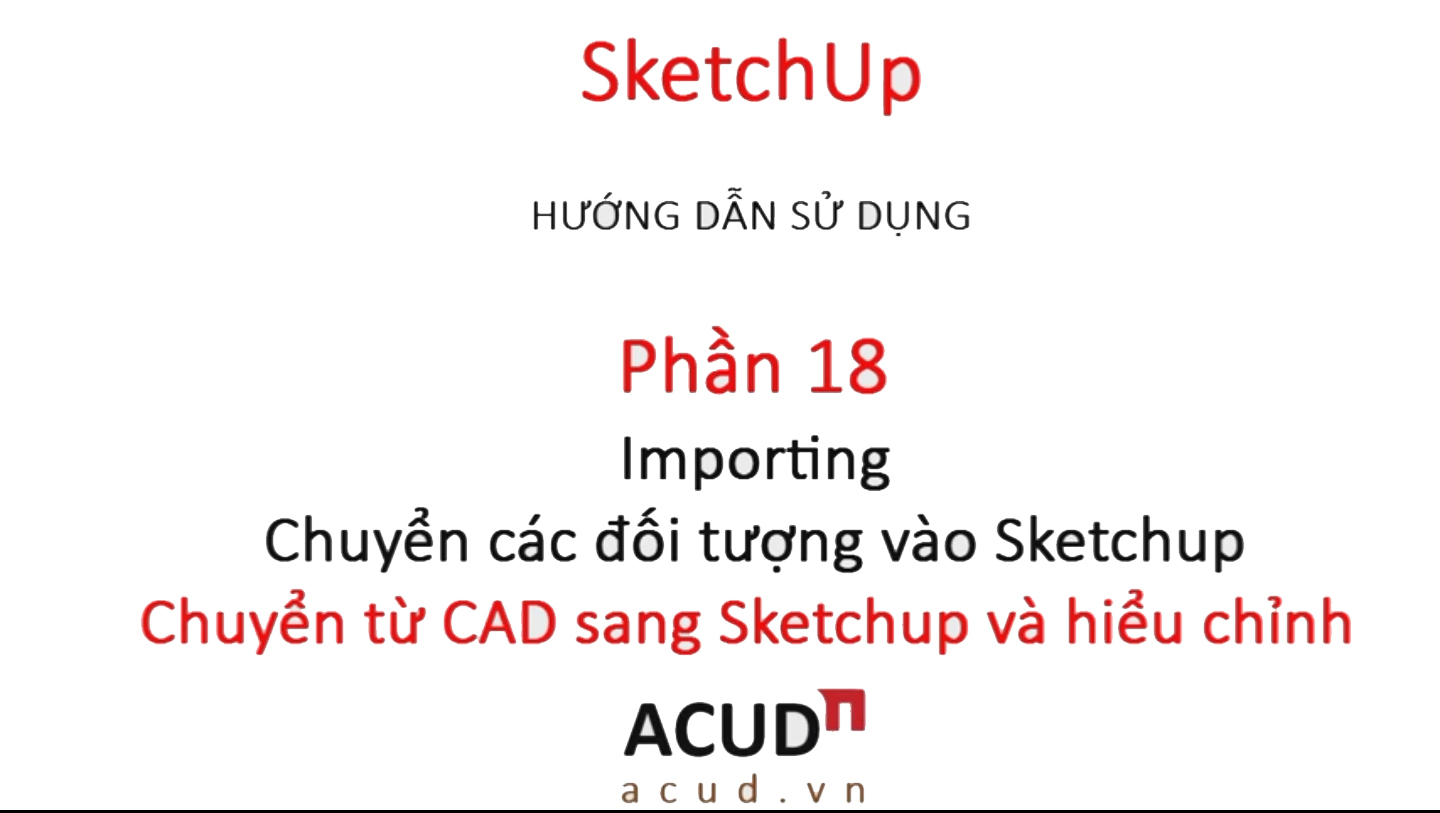 SketchUp
HƯỚNG DẪN SỬ DỤNG
Phần 18
Importing
Chuyển các đối tượng vào Sketchup
Chuyển từ CAD sang Sketchup và hiểu chỉnh
ACUD
acud.vn